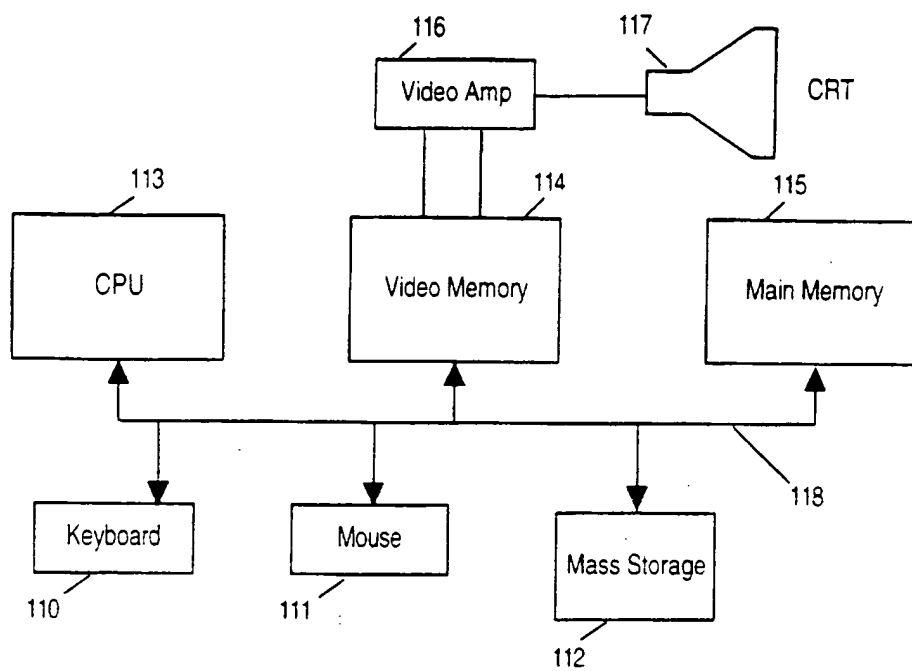 116
Video Amp
117
CRT
113
CPU
114
Video Memory
115
Main Memory
118
Keyboard
110
Mouse
111
Mass Storage
112